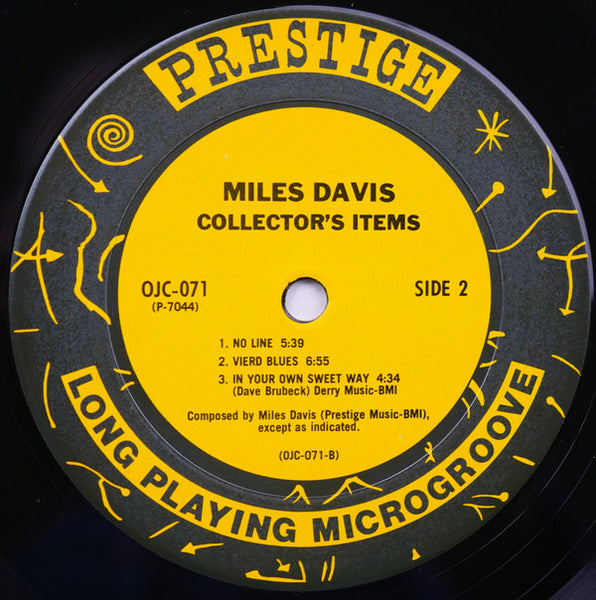 PRESTIGE
MILES DAVIS
COLLECTOR'S ITEMS
OJC-071
(P-7044)
SIDE 2
1. NO LINE 5:39
2. VIERD BLUES 6:55
3. IN YOUR OWN SWEET WAY 4:34
(Dave Brubeck) Derry Music-BMI
Composed by Miles Davis (Prestige Music-BMI),
except as indicated.
(OJC-071-B)
LONG PLAYING MICROGROOVE